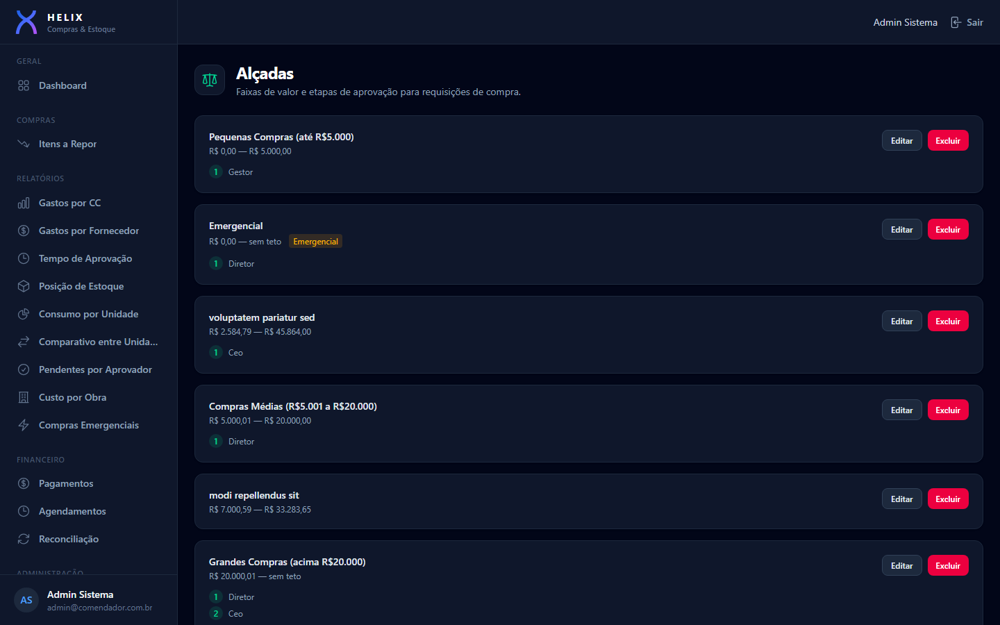 HELIX
Compras & Estoque
Admin Sistema
Sair
GERAL
Dashboard
COMPRAS
Itens a Repor
RELATÓRIOS
Gastos por CC
Gastos por Fornecedor
Tempo de Aprovação
Posição de Estoque
Consumo por Unidade
Comparativo entre Unida...
Pendentes por Aprovador
Custo por Obra
Compras Emergenciais
FINANCEIRO
Pagamentos
Agendamentos
Reconciliação
ADMINISTRAÇÃO
AS
Admin Sistema
admin@comendador.com.br
Alçadas
Faixas de valor e etapas de aprovação para requisições de compra.
Pequenas Compras (até R$5.000)
R$ 0,00 — R$ 5.000,00
1 Gestor
Editar
Excluir
Emergencial
R$ 0,00 — sem teto Emergencial
1 Diretor
Editar
Excluir
voluptatem pariatur sed
R$ 2.584,79 — R$ 45.864,00
1 Ceo
Editar
Excluir
Compras Médias (R$5.001 a R$20.000)
R$ 5.000,01 — R$ 20.000,00
1 Diretor
Editar
Excluir
modi repellendus sit
R$ 7.000,59 — R$ 33.283,65
Editar
Excluir
Grandes Compras (acima R$20.000)
R$ 20.000,01 — sem teto
1 Diretor
2 Ceo
Editar
Excluir